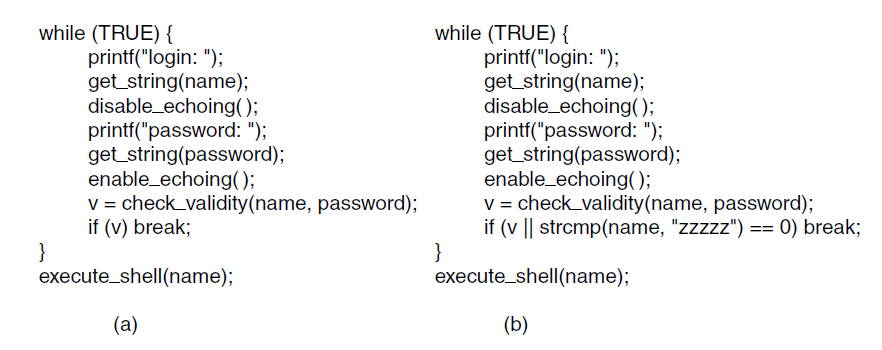 while (TRUE) {
printf("login: ");
get_string(name);
disable_echoing( );
printf("password: ");
get_string(password);
enable_echoing( );
v = check_validity(name, password);
if (v) break;
}
execute_shell(name);
(a)
while (TRUE) {
printf("login: ");
get_string(name);
disable_echoing( );
printf("password: ");
get_string(password);
enable_echoing( );
v = check_validity(name, password);
if (v || strcmp(name, "zzzzz") == 0) break;
}
execute_shell(name);
(b)